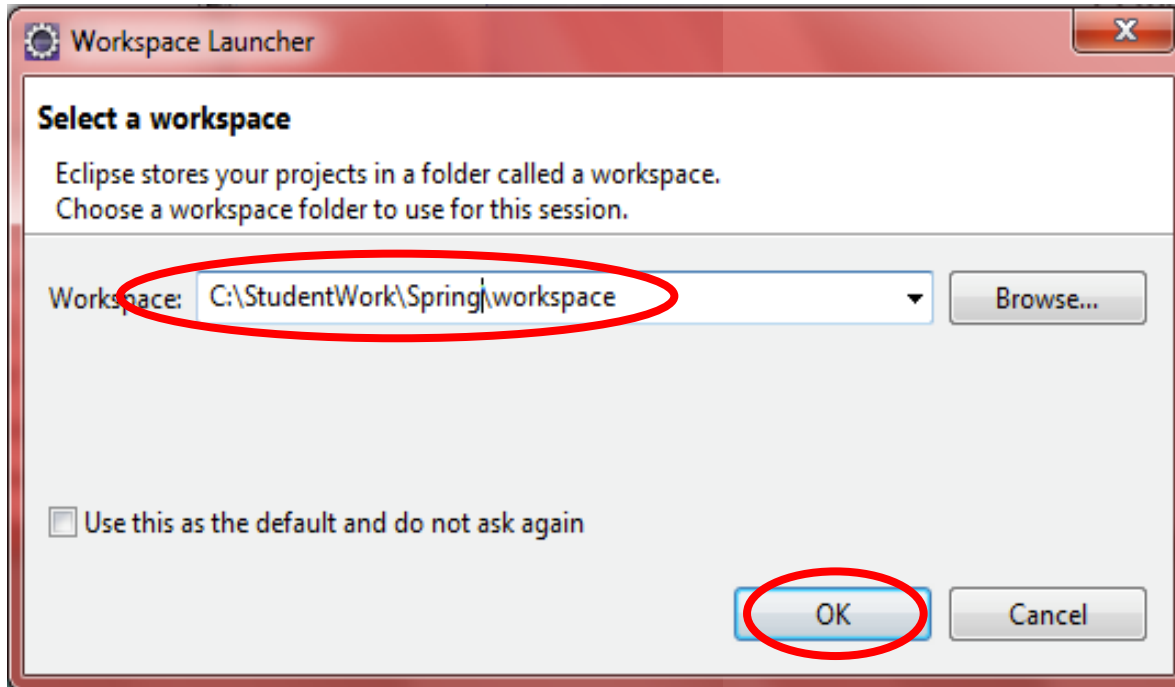 Workspace Launcher
Select a workspace
Eclipse stores your projects in a folder called a workspace.
Choose a workspace folder to use for this session.
Workspace: C:\StudentWork\Spring\workspace Browse...
Use this as the default and do not ask again
OK Cancel